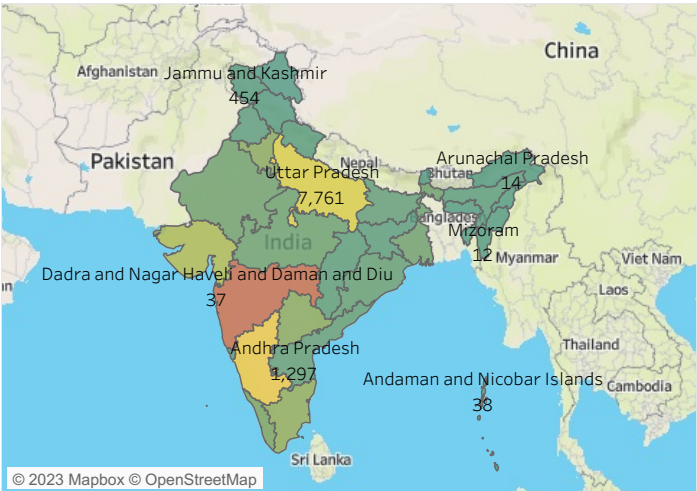 China
Afghanistan
Jammu and Kashmir
454
Pakistan
Nepal
Arunachal Pradesh
Bhutan
14
Uttar Pradesh
7,761
Banglades
Mizoram
12
India
Myanmar
Viet Nam
Dadra and Nagar Haveli and Daman and Diu
37
Laos
Thailand
Andhra Pradesh
1,297
Andaman and Nicobar Islands
38
Cambodia
Sri Lanka
© 2023 Mapbox © OpenStreetMap